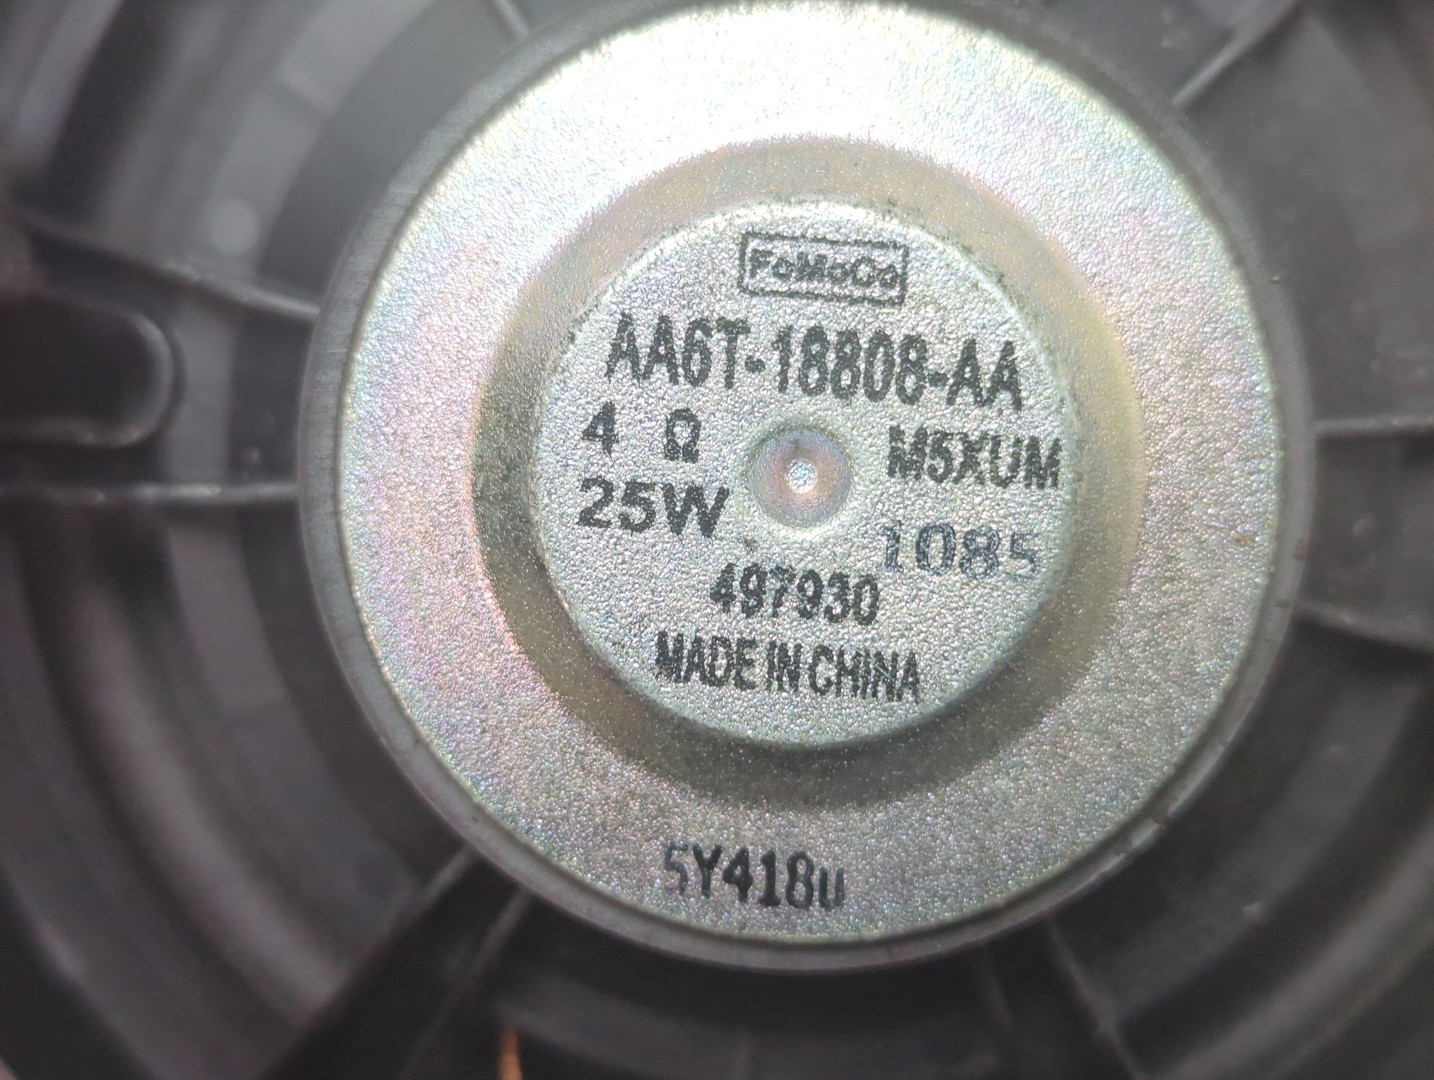 FoMoCo
AA6T-18808-AA
4 Ω M5XUM
25W 1085
497930
MADE IN CHINA
5Y418U